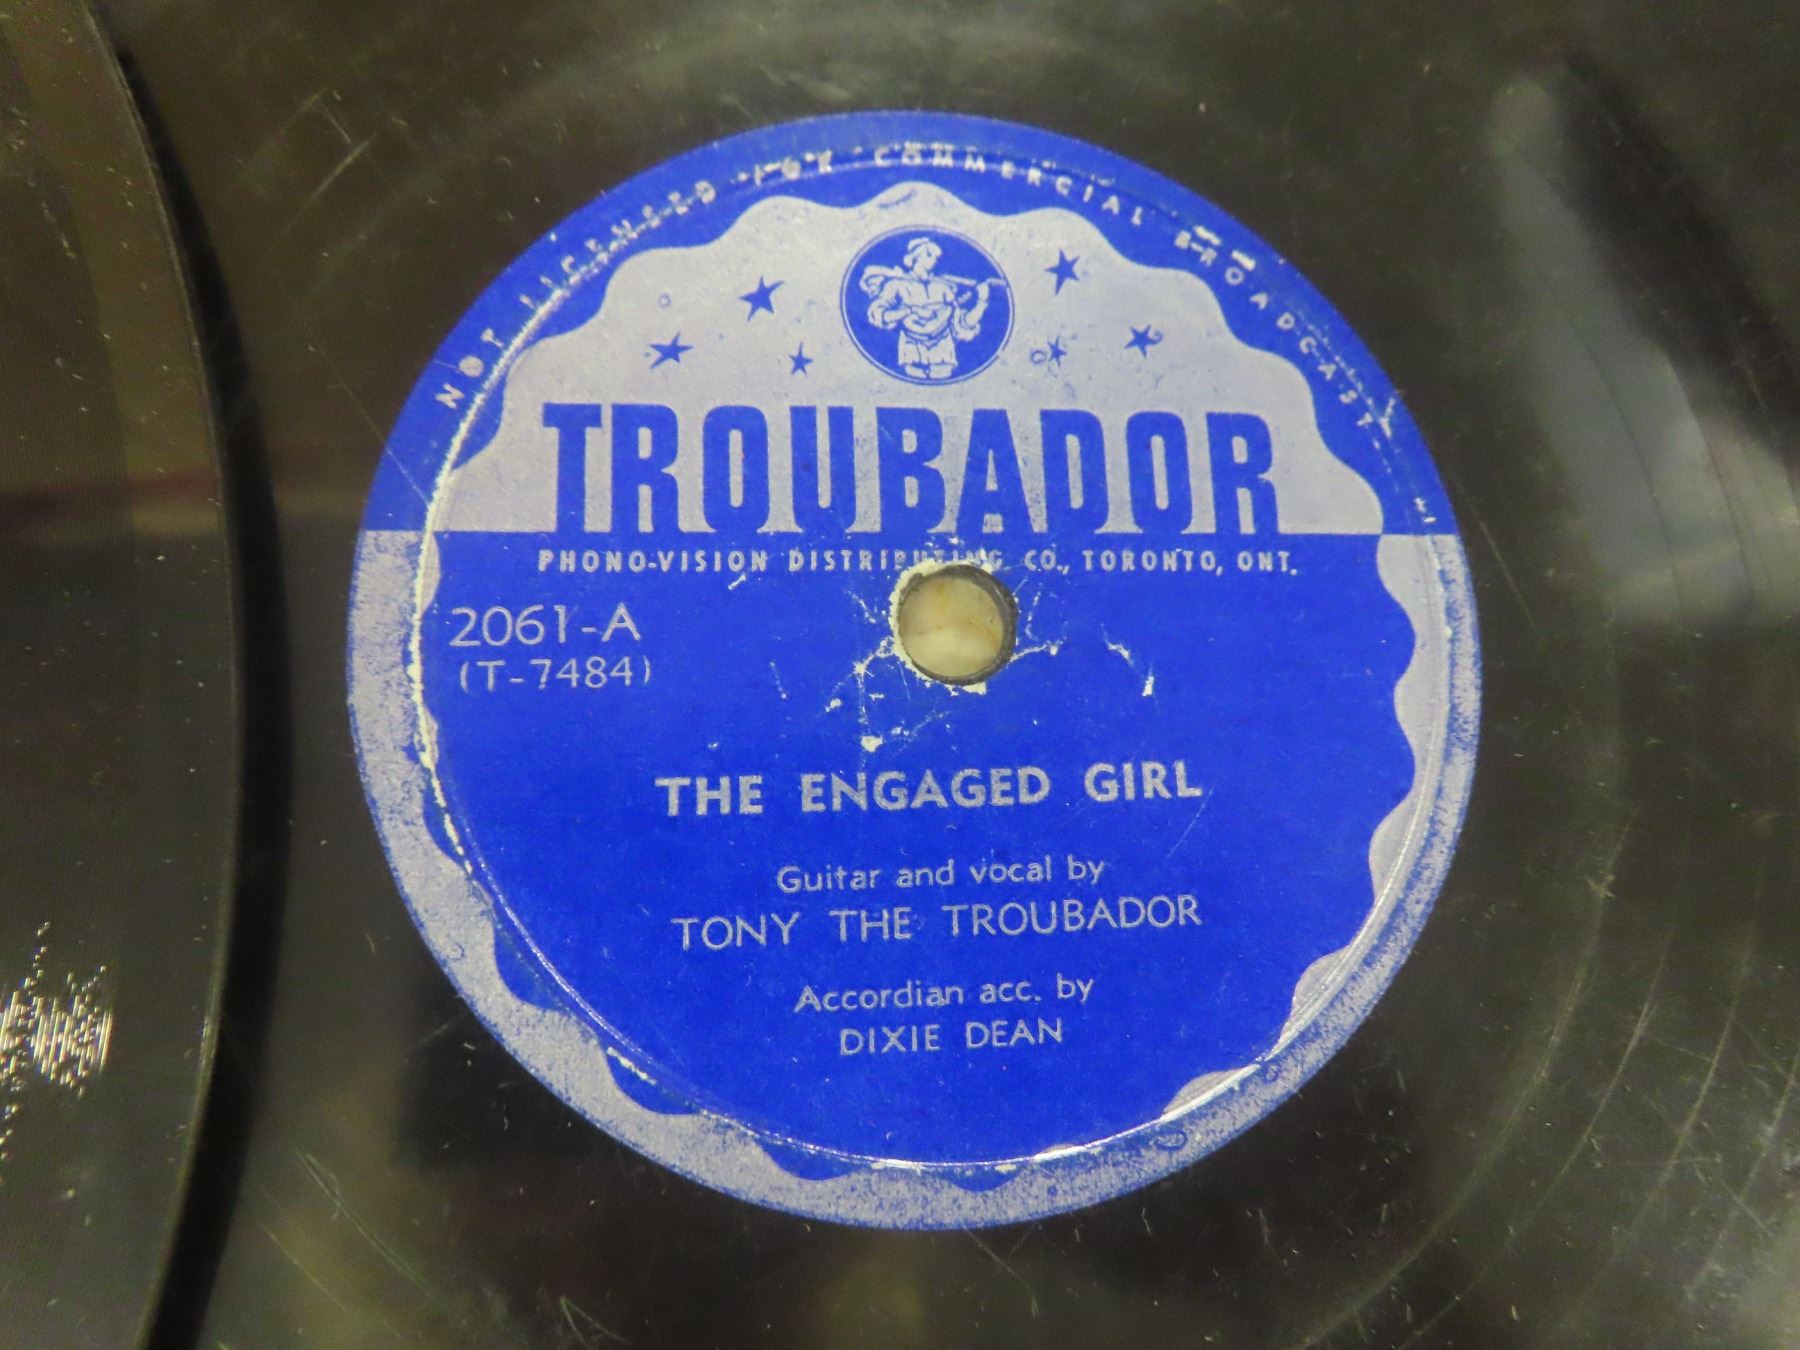 NOT LICENSED FOR COMMERCIAL BROADCAST
TROUBADOR
PHONO-VISION DISTRIBUTING CO., TORONTO, ONT.
2061-A
(T-7484)
THE ENGAGED GIRL
Guitar and vocal by
TONY THE TROUBADOR
Accordian acc. by
DIXIE DEAN